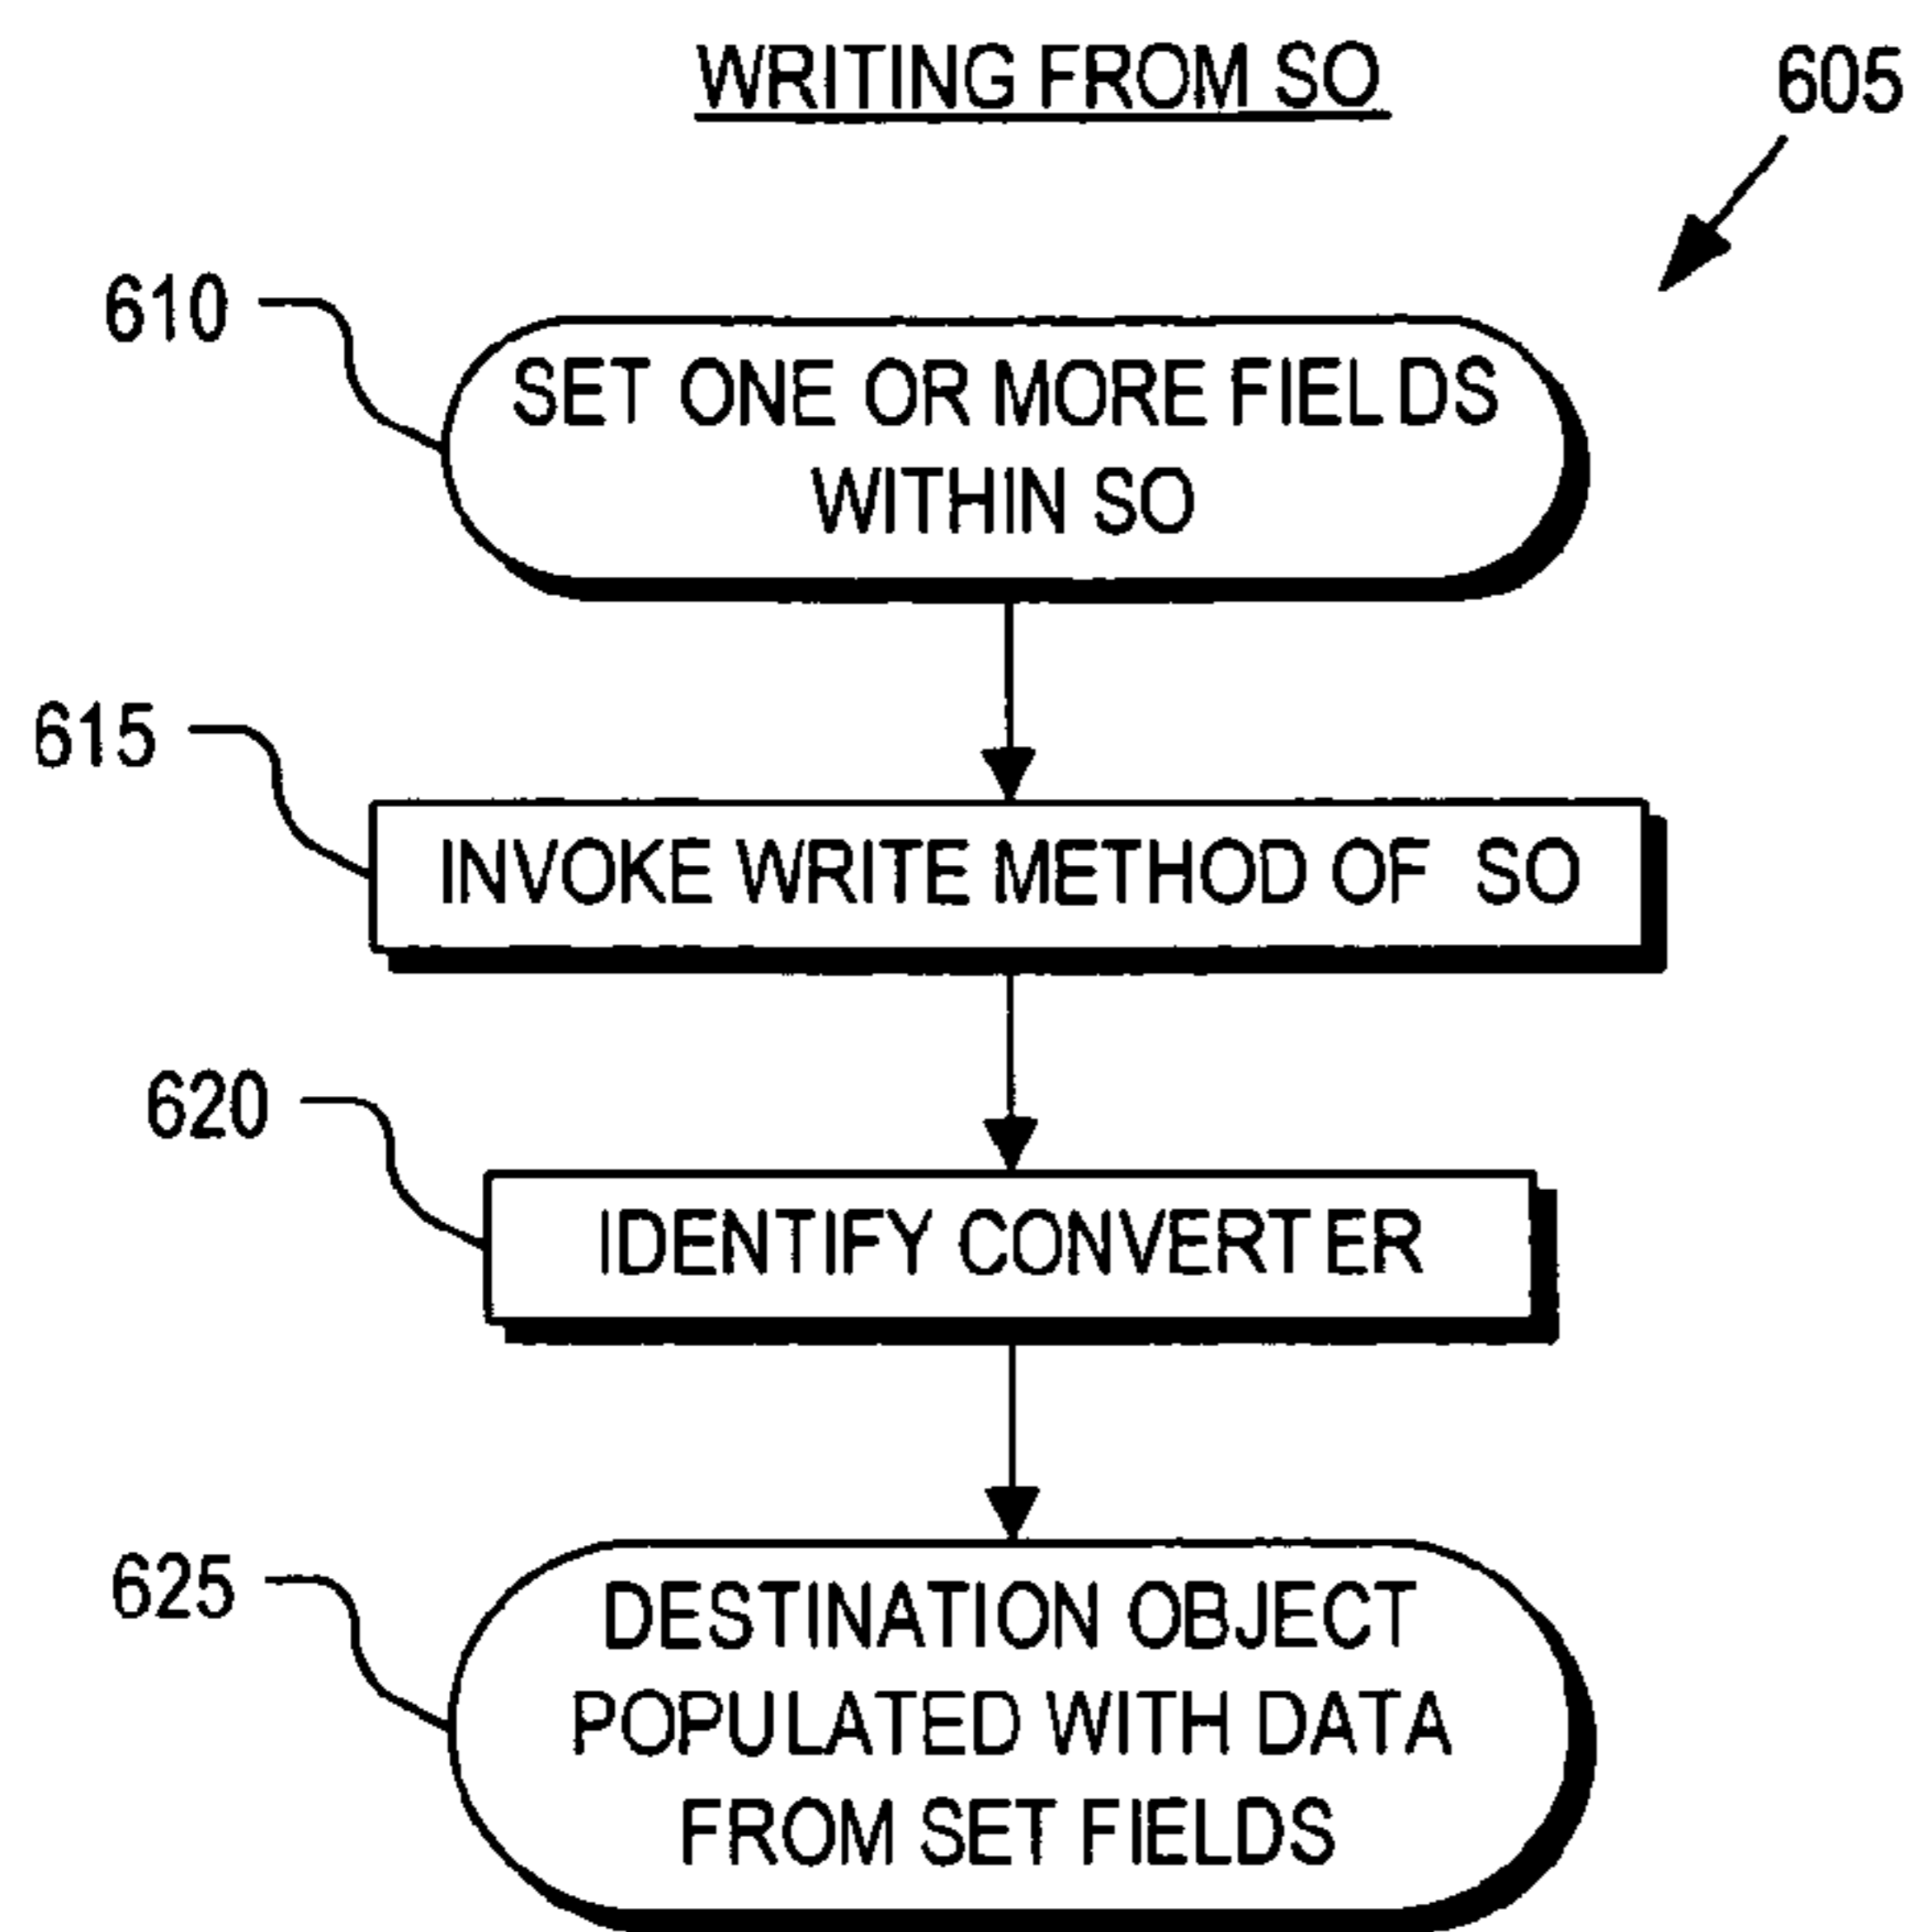 WRITING FROM SO
605
610
SET ONE OR MORE FIELDS
WITHIN SO
615
INVOKE WRITE METHOD OF SO
620
IDENTIFY CONVERTER
625
DESTINATION OBJECT
POPULATED WITH DATA
FROM SET FIELDS